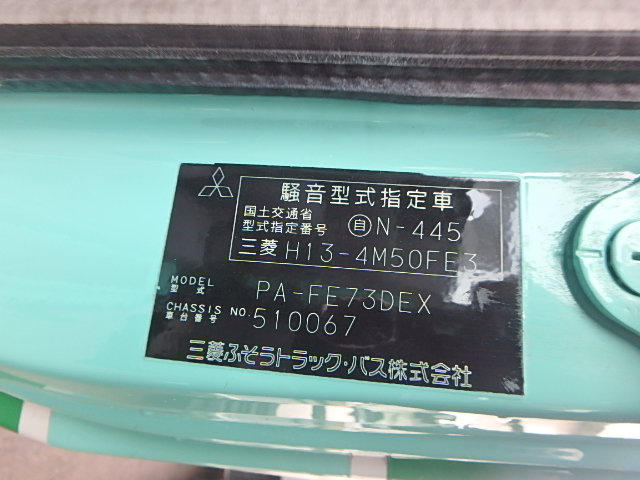 騒音型式指定車
国土交通省
型式指定番号 自N-445
三菱 H13-4M50FE3
MODEL
型式 PA-FE73DEX
CHASSIS NO.
車台番号 510067
三菱ふそうトラック・バス株式会社